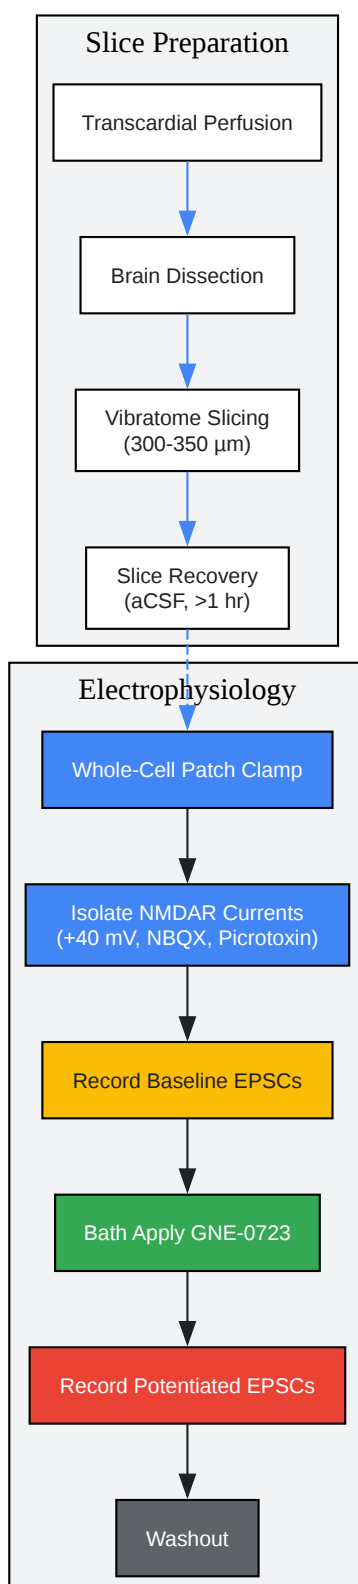 Slice Preparation
Transcardial Perfusion
Brain Dissection
Vibratome Slicing
(300-350 µm)
Slice Recovery
(aCSF, >1 hr)
Electrophysiology
Whole-Cell Patch Clamp
Isolate NMDAR Currents
(+40 mV, NBQX, Picrotoxin)
Record Baseline EPSCs
Bath Apply GNE-0723
Record Potentiated EPSCs
Washout